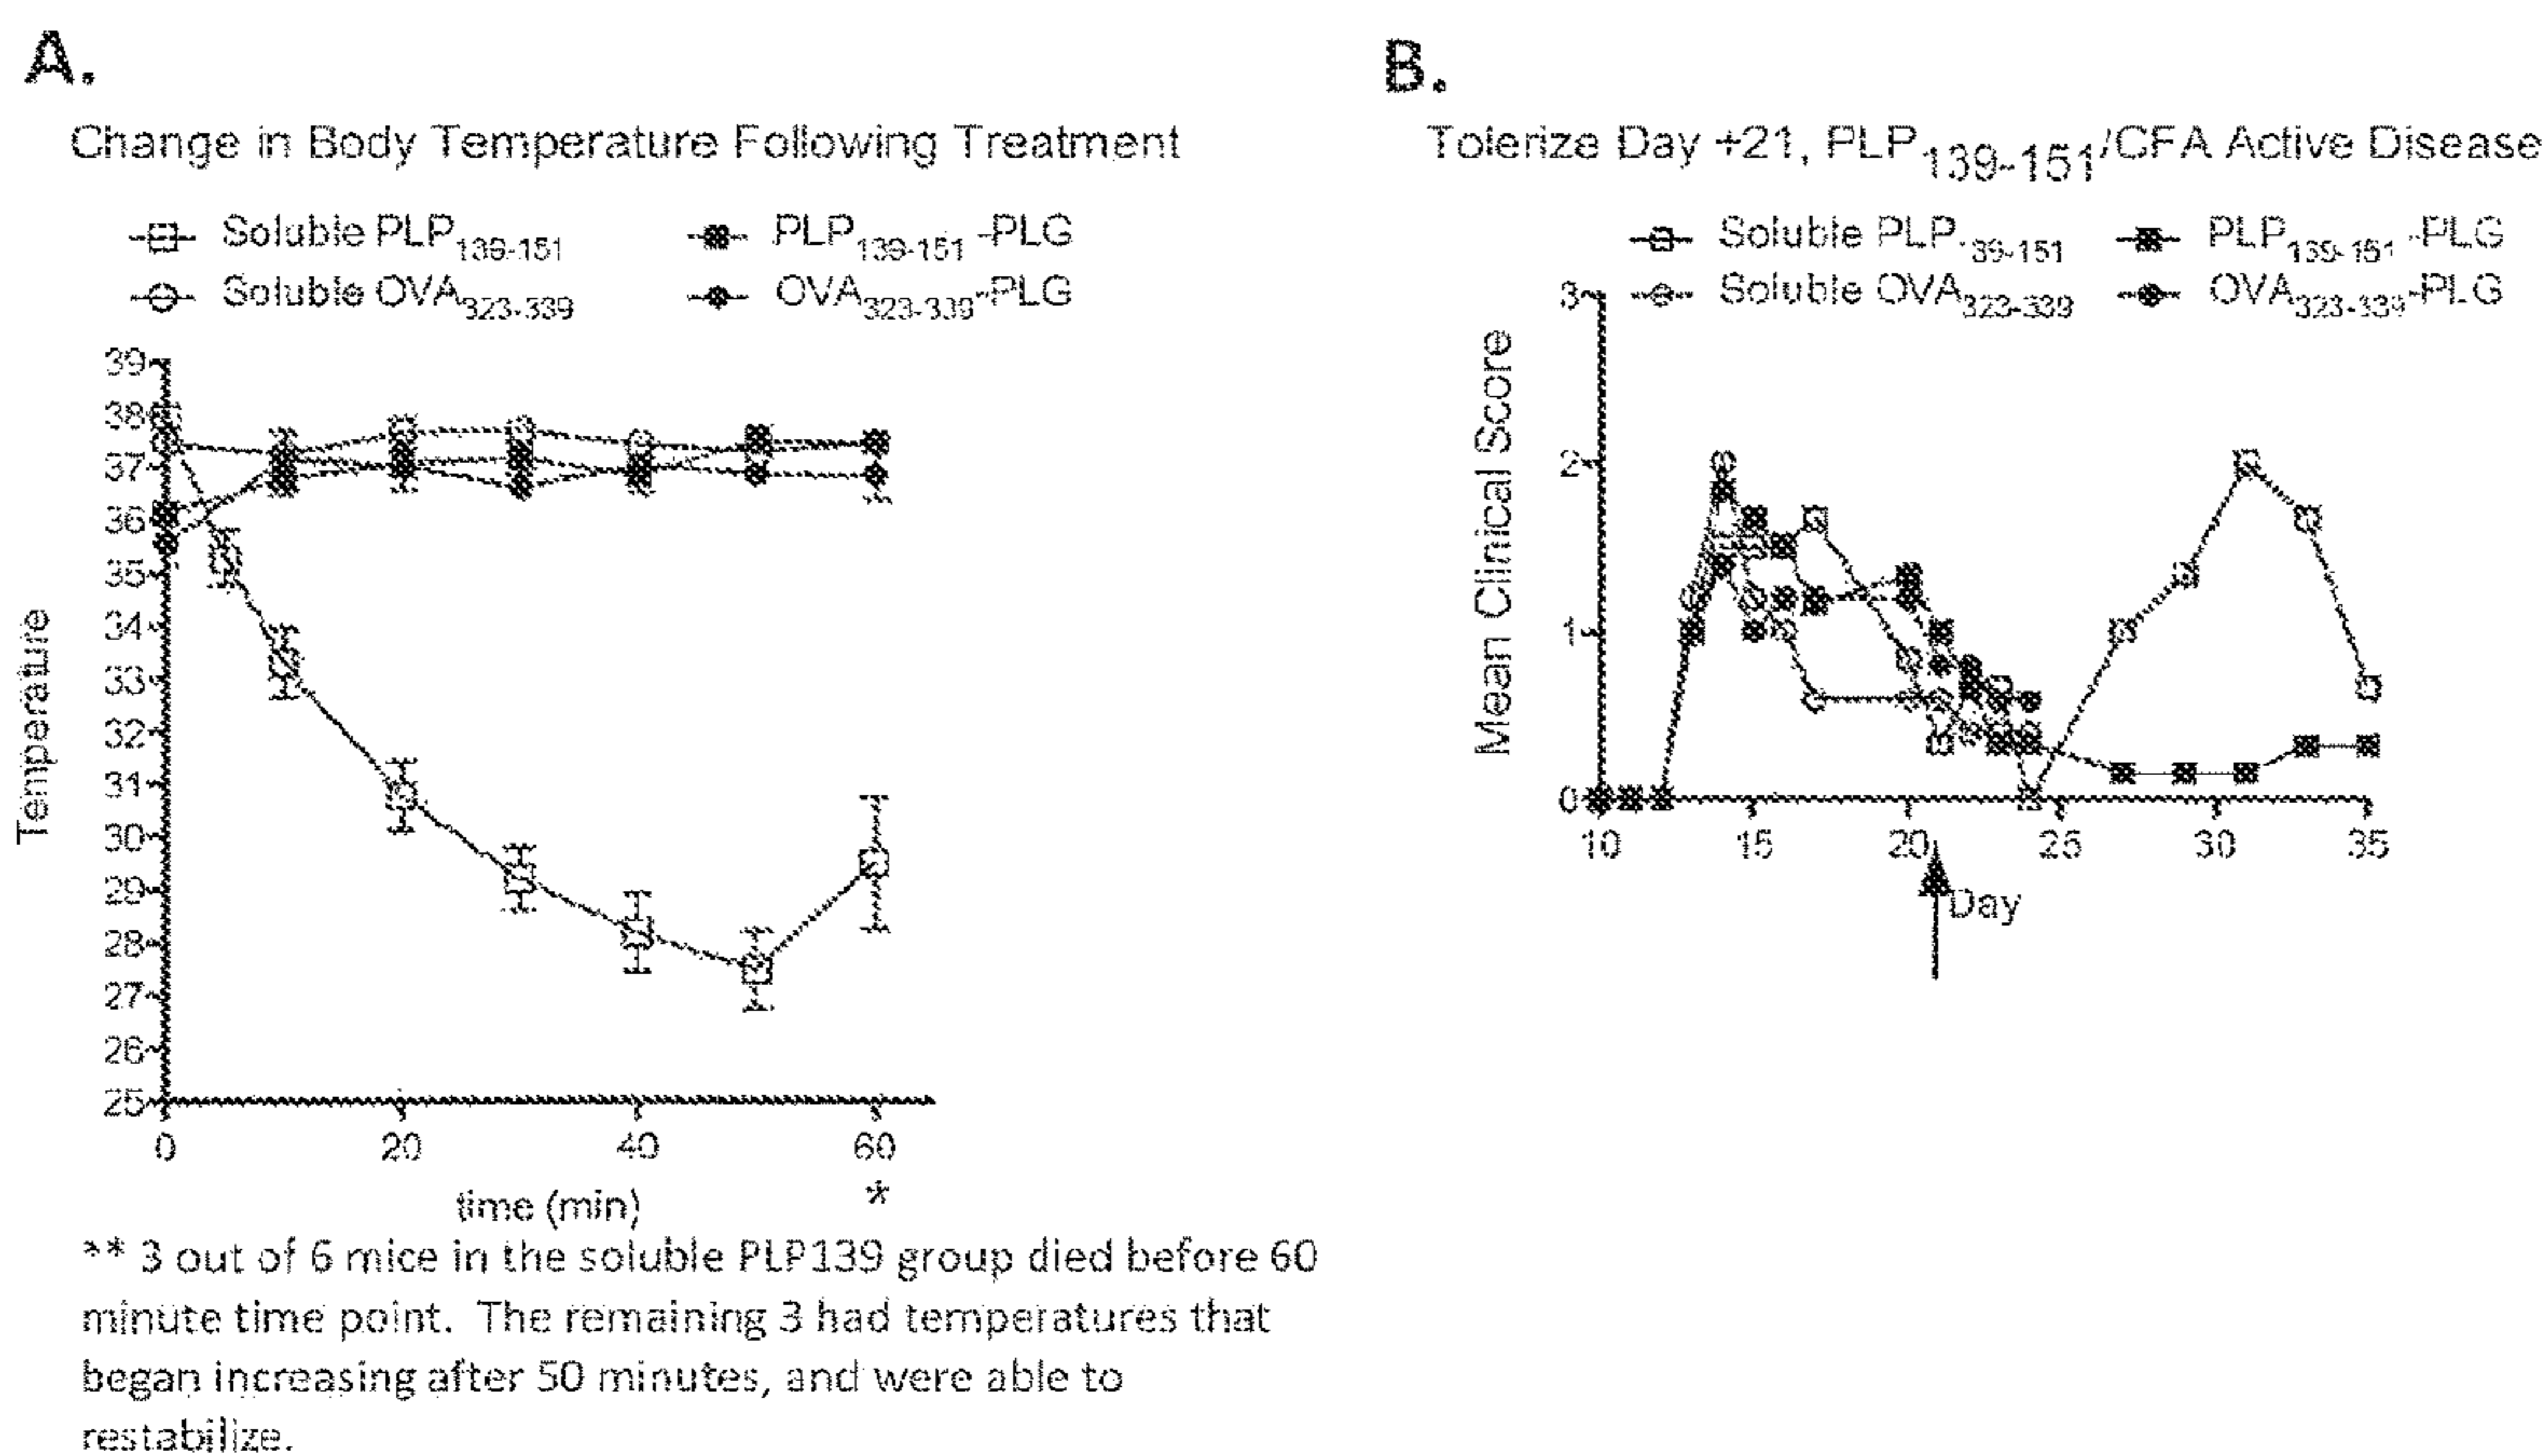 A.
Change in Body Temperature Following Treatment
Soluble PLP139-151
PLP139-151 -PLG
Soluble OVA323-339
OVA323-339-PLG
39
38
37
36
35
34
33
32
31
30
29
28
27
26
25
Temperature
0 20 40 60
time (min)
*
** 3 out of 6 mice in the soluble PLP139 group died before 60
minute time point. The remaining 3 had temperatures that
began increasing after 50 minutes, and were able to
restabilize.
B.
Tolerize Day +21, PLP139-151/CFA Active Disease
Soluble PLP139-151
PLP139-151 -PLG
Soluble OVA323-339
OVA323-339-PLG
3
2
1
0
Mean Clinical Score
10 15 20 25 30 35
Day